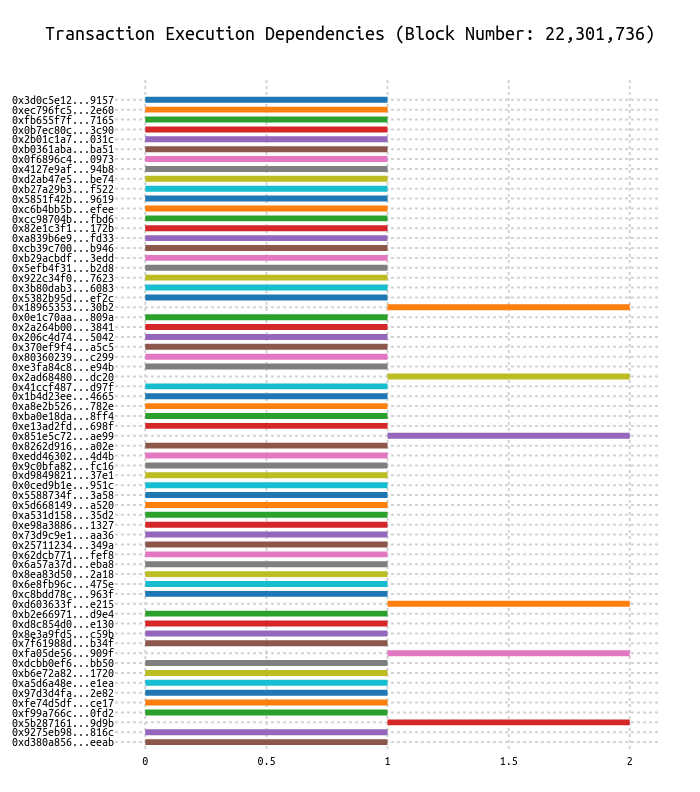 Transaction Execution Dependencies (Block Number: 22,301,736)
0x3d0c5e12...9157
0xec796fc5...2e60
0xfb655f7f...7165
0x0b7ec80c...3c90
0x2b01c1a7...031c
0xb0361aba...ba51
0x0f6896c4...0973
0x4127e9af...94b8
0xd2ab47e5...be74
0xb27a29b3...f522
0x5851f42b...9619
0xc6b4bb5b...efee
0xcc98704b...fbd6
0x82e1c3f1...172b
0xa839b6e9...fd33
0xcb39c700...b946
0xb29acbdf...3edd
0x5efb4f31...b2d8
0x922c34f0...7623
0x3b80dab3...6083
0x5382b95d...ef2c
0x18965353...30b2
0x0e1c70aa...809a
0x2a264b00...3841
0x206c4d74...5042
0x370ef9f4...a5c5
0x80360239...c299
0xe3fa84c8...e94b
0x2ad68480...dc20
0x41ccf487...d97f
0x1b4d23ee...4665
0xa8e2b526...782e
0xba0e18da...8ff4
0xe13ad2fd...698f
0x851e5c72...ae99
0x8262d916...a02e
0xedd46302...4d4b
0x9c0bfa82...fc16
0xd9849821...37e1
0x0ced9b1e...951c
0x5588734f...3a58
0x5d668149...a520
0xa531d158...35d2
0xe98a3886...1327
0x73d9c9e1...aa36
0x25711234...349a
0x62dcb771...fef8
0x6a57a37d...eba8
0x8ea83d50...2a18
0x6e8fb96c...475e
0xc8bdd78c...963f
0xd603633f...e215
0xb2e66971...d9e4
0xd8c854d0...e130
0x8e3a9fd5...c59b
0x7f61988d...b34f
0xfa05de56...909f
0xdcbb0ef6...bb50
0xb6e72a82...1720
0xa5d6a48e...e1ea
0x97d3d4fa...2e82
0xfe74d5df...ce17
0xf99a766c...0fd2
0x5b287161...9d9b
0x9275eb98...816c
0xd380a856...eeab
0 0.5 1 1.5 2